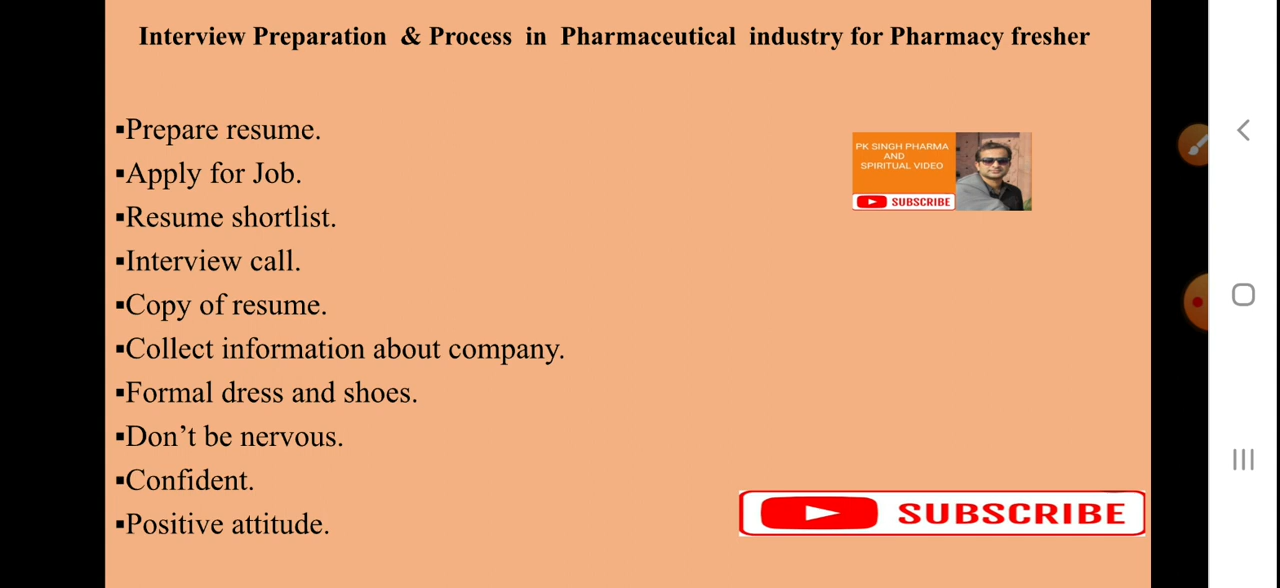 Interview Preparation & Process in Pharmaceutical industry for Pharmacy fresher
▪Prepare resume.
▪Apply for Job.
▪Resume shortlist.
▪Interview call.
▪Copy of resume.
▪Collect information about company.
▪Formal dress and shoes.
▪Don’t be nervous.
▪Confident.
▪Positive attitude.
PK SINGH PHARMA
AND
SPIRITUAL VIDEO
SUBSCRIBE
SUBSCRIBE